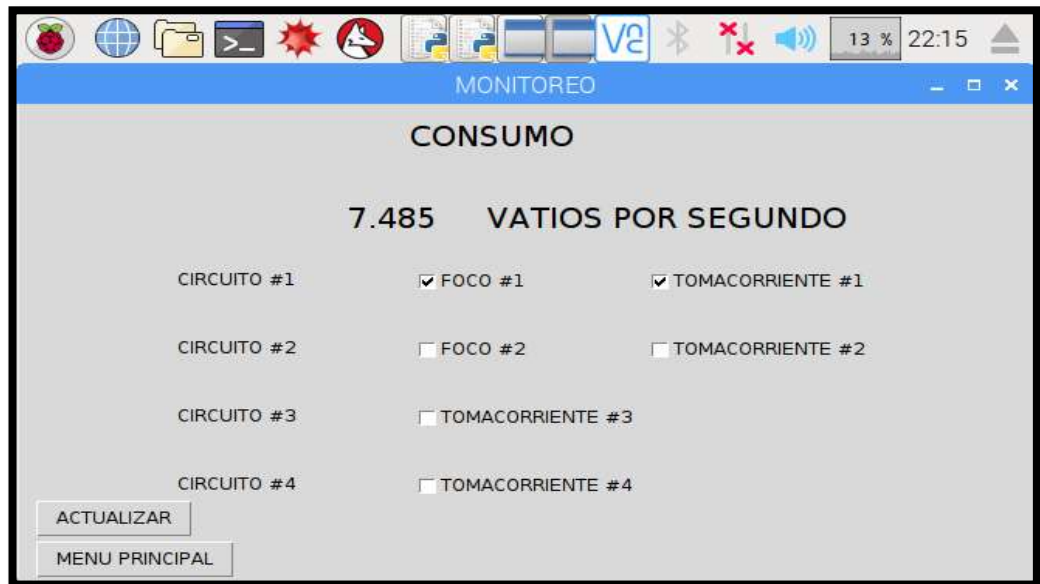 13 % 22:15
MONITOREO
CONSUMO
7.485 VATIOS POR SEGUNDO
CIRCUITO #1 FOCO #1 TOMACORRIENTE #1
CIRCUITO #2 FOCO #2 TOMACORRIENTE #2
CIRCUITO #3 TOMACORRIENTE #3
CIRCUITO #4 TOMACORRIENTE #4
ACTUALIZAR
MENU PRINCIPAL